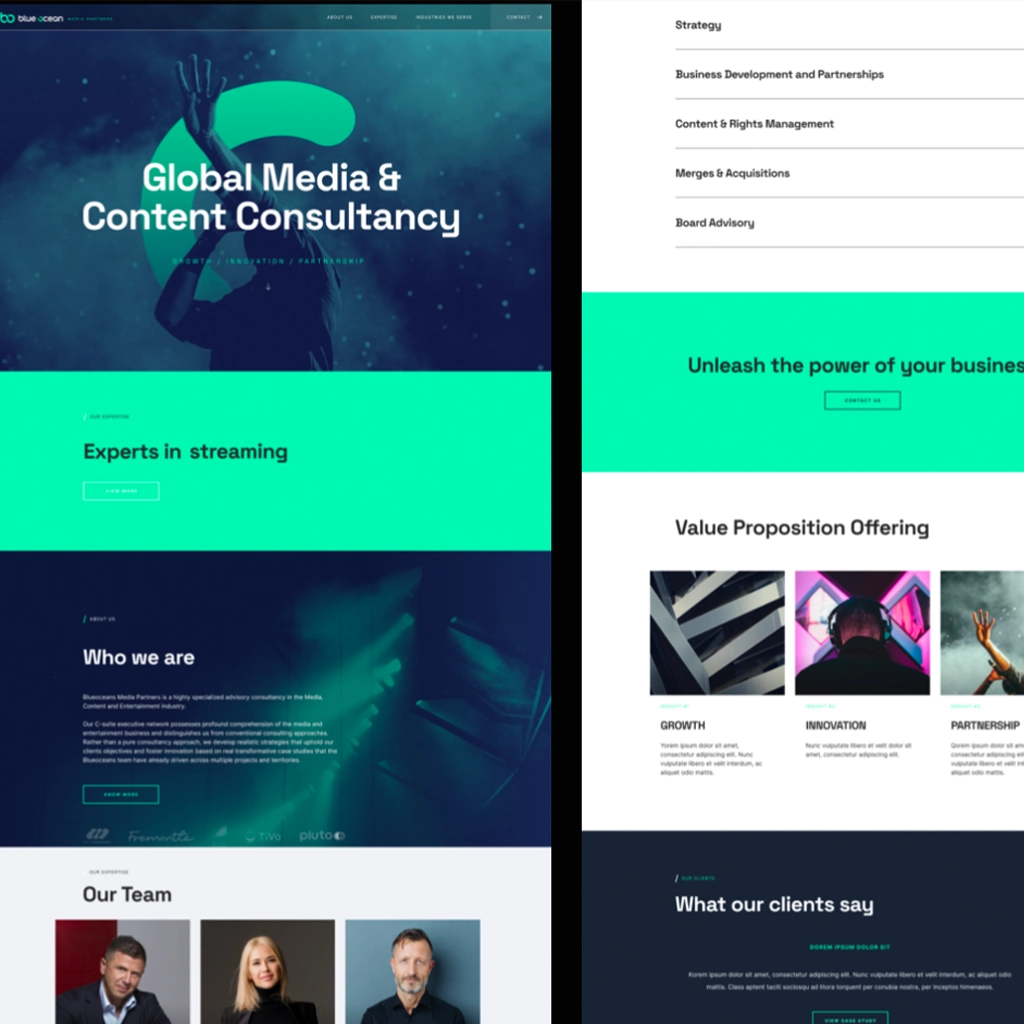 blue ocean MEDIA PARTNERS
ABOUT US
EXPERTISE
INDUSTRIES WE SERVE
CONTACT
Global Media &
Content Consultancy
GROWTH / INNOVATION / PARTNERSHIP
/ OUR EXPERTISE
Experts in streaming
VIEW MORE
/ ABOUT US
Who we are
Blueoceans Media Partners is a highly specialized advisory consultancy in the Media,
Content and Entertainment industry.
Our C-suite executive network possesses profound comprehension of the media and
entertainment business and distinguishes us from conventional consulting approaches.
Rather than a pure consultancy approach, we develop realistic strategies that uphold our
clients objectives and foster innovation based on real transformative case studies that the
Blueoceans team have already driven across multiple projects and territories.
KNOW MORE
Fremantle
TiVo
pluto
OUR EXPERTISE
Our Team
Strategy
Business Development and Partnerships
Content & Rights Management
Merges & Acquisitions
Board Advisory
Unleash the power of your busines
CONTACT US
Value Proposition Offering
INSIGHT #1
GROWTH
Yorem ipsum dolor sit amet,
consectetur adipiscing elit. Nunc
vulputate libero et velit interdum, ac
aliquet odio mattis.
INSIGHT #2
INNOVATION
Nunc vulputate libero et velit dolor sit
amet, consectetur adipiscing elit.
PARTNERSHIP
Qorem ipsum dolor sit am
consectetur adipiscing elit
vulputate libero et velit int
aliquet odio mattis.
/ OUR CLIENTS
What our clients say
DOREM IPSUM DOLOR SIT
Korem ipsum dolor sit amet, consectetur adipiscing elit. Nunc vulputate libero et velit interdum, ac aliquet odio
mattis. Class aptent taciti sociosqu ad litora torquent per conubia nostra, per inceptos himenaeos.
VIEW CASE STUDY